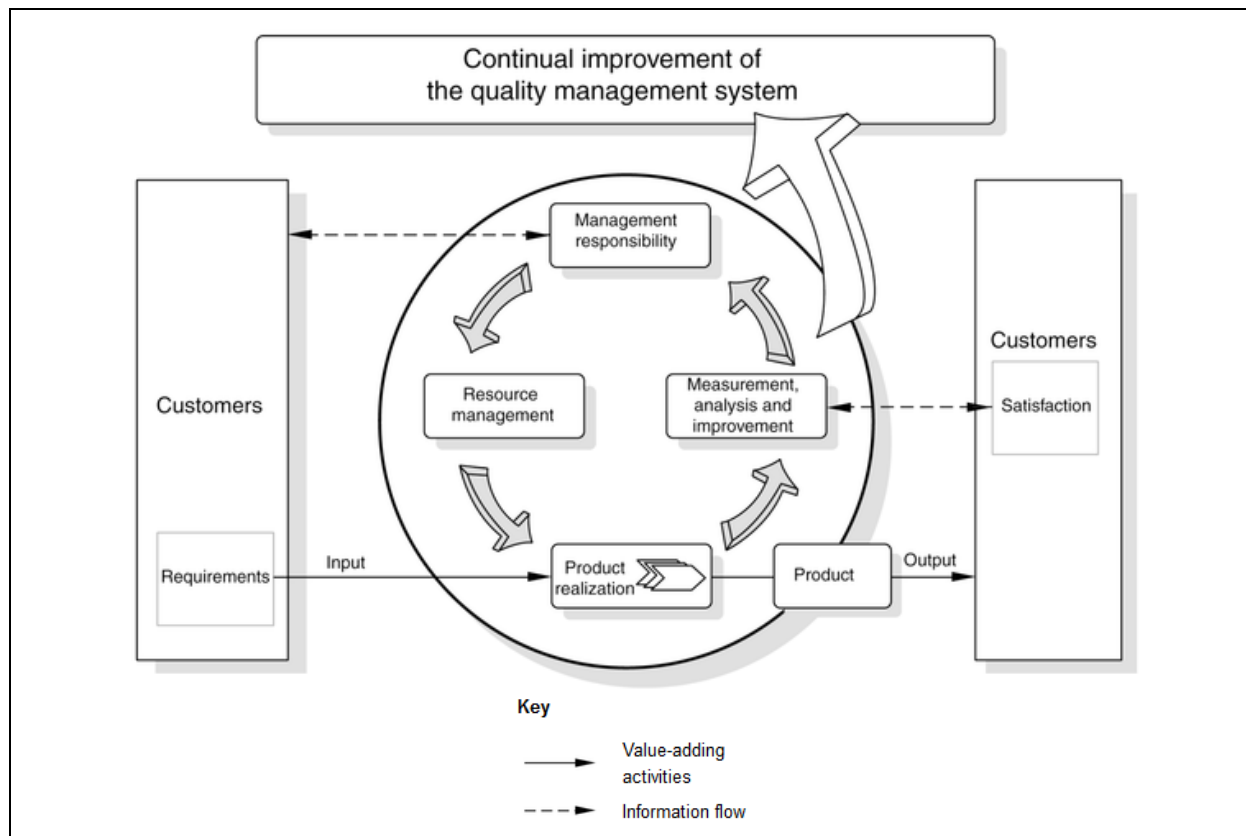 Continual improvement of
the quality management system
Management
responsibility
Customers
Resource
management
Measurement,
analysis and
improvement
Customers
Satisfaction
Requirements
Input
Product
realization
Product
Output
Key
Value-adding
activities
Information flow